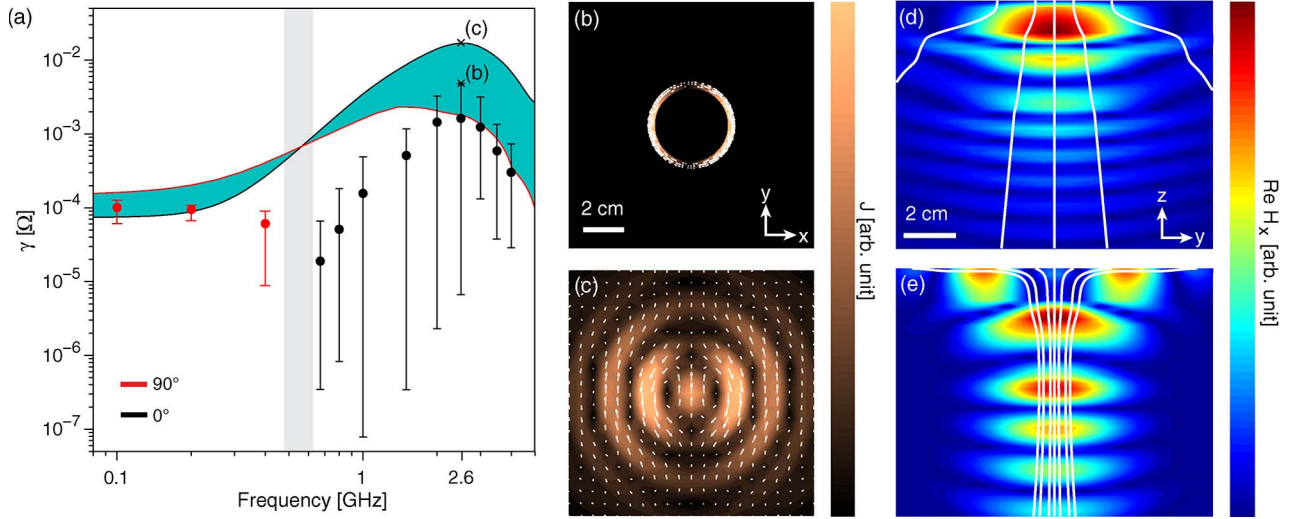 (a)
10⁻²
10⁻³
10⁻⁴
10⁻⁵
10⁻⁶
10⁻⁷
γ [Ω]
(c)
(b)
90°
0°
0.1
1
2.6
Frequency [GHz]
(b)
2 cm
y
x
(c)
J [arb. unit]
(d)
2 cm
z
y
(e)
Re Hₓ [arb. unit]